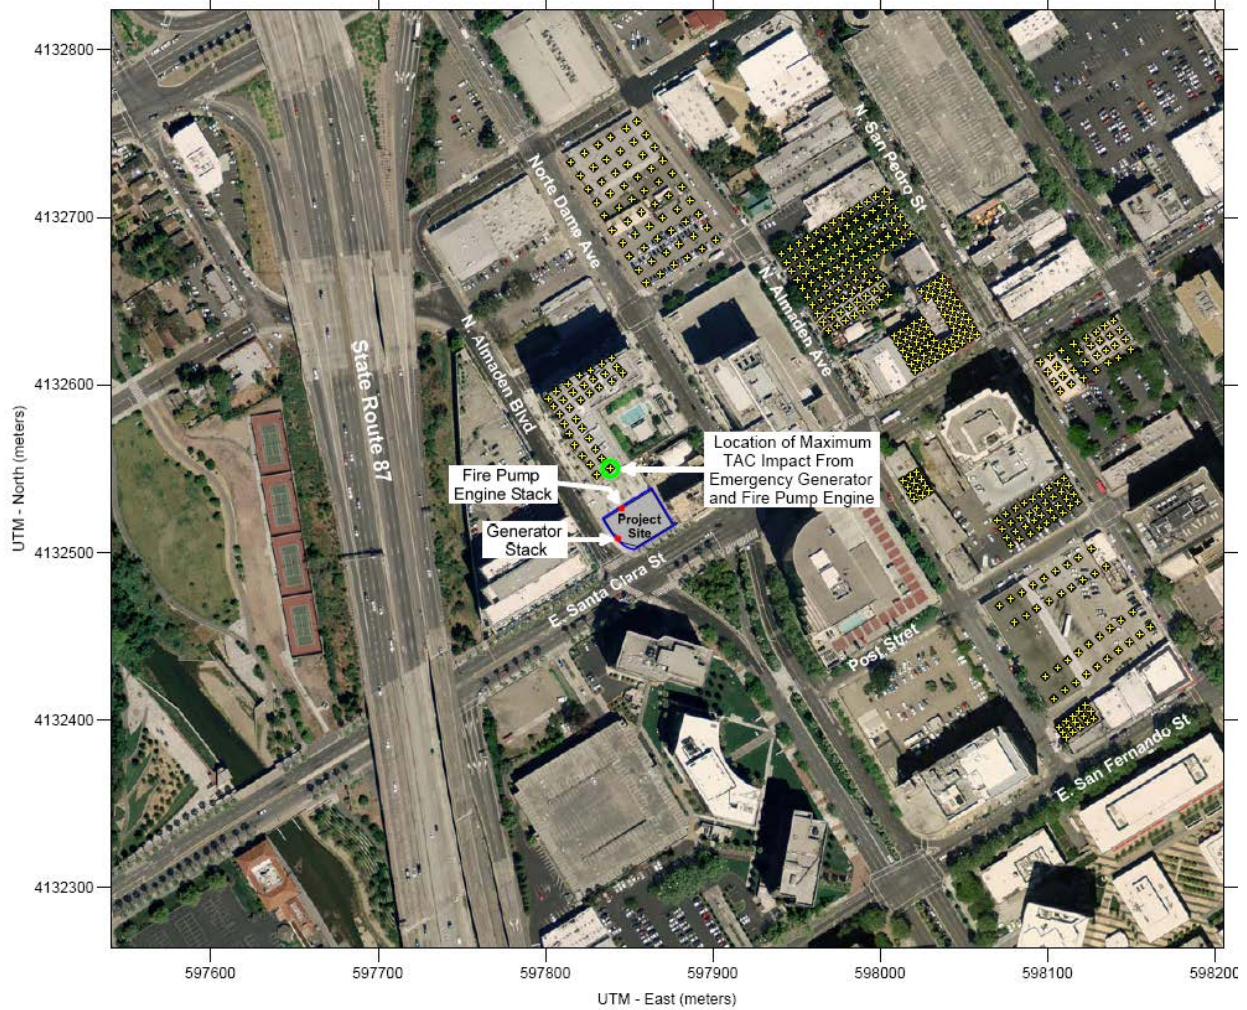 4132800
4132700
4132600
4132500
4132400
4132300
UTM - North (meters)
597600
597700
597800
597900
598000
598100
598200
UTM - East (meters)
N. San Pedro St
Norte Dame Ave
N. Almaden Ave
N. Almaden Blvd
State Route 87
Location of Maximum
TAC Impact From
Emergency Generator
and Fire Pump Engine
Fire Pump
Engine Stack
Generator
Stack
Project
Site
E. Santa Clara St
Post Stret
E. San Fernando St